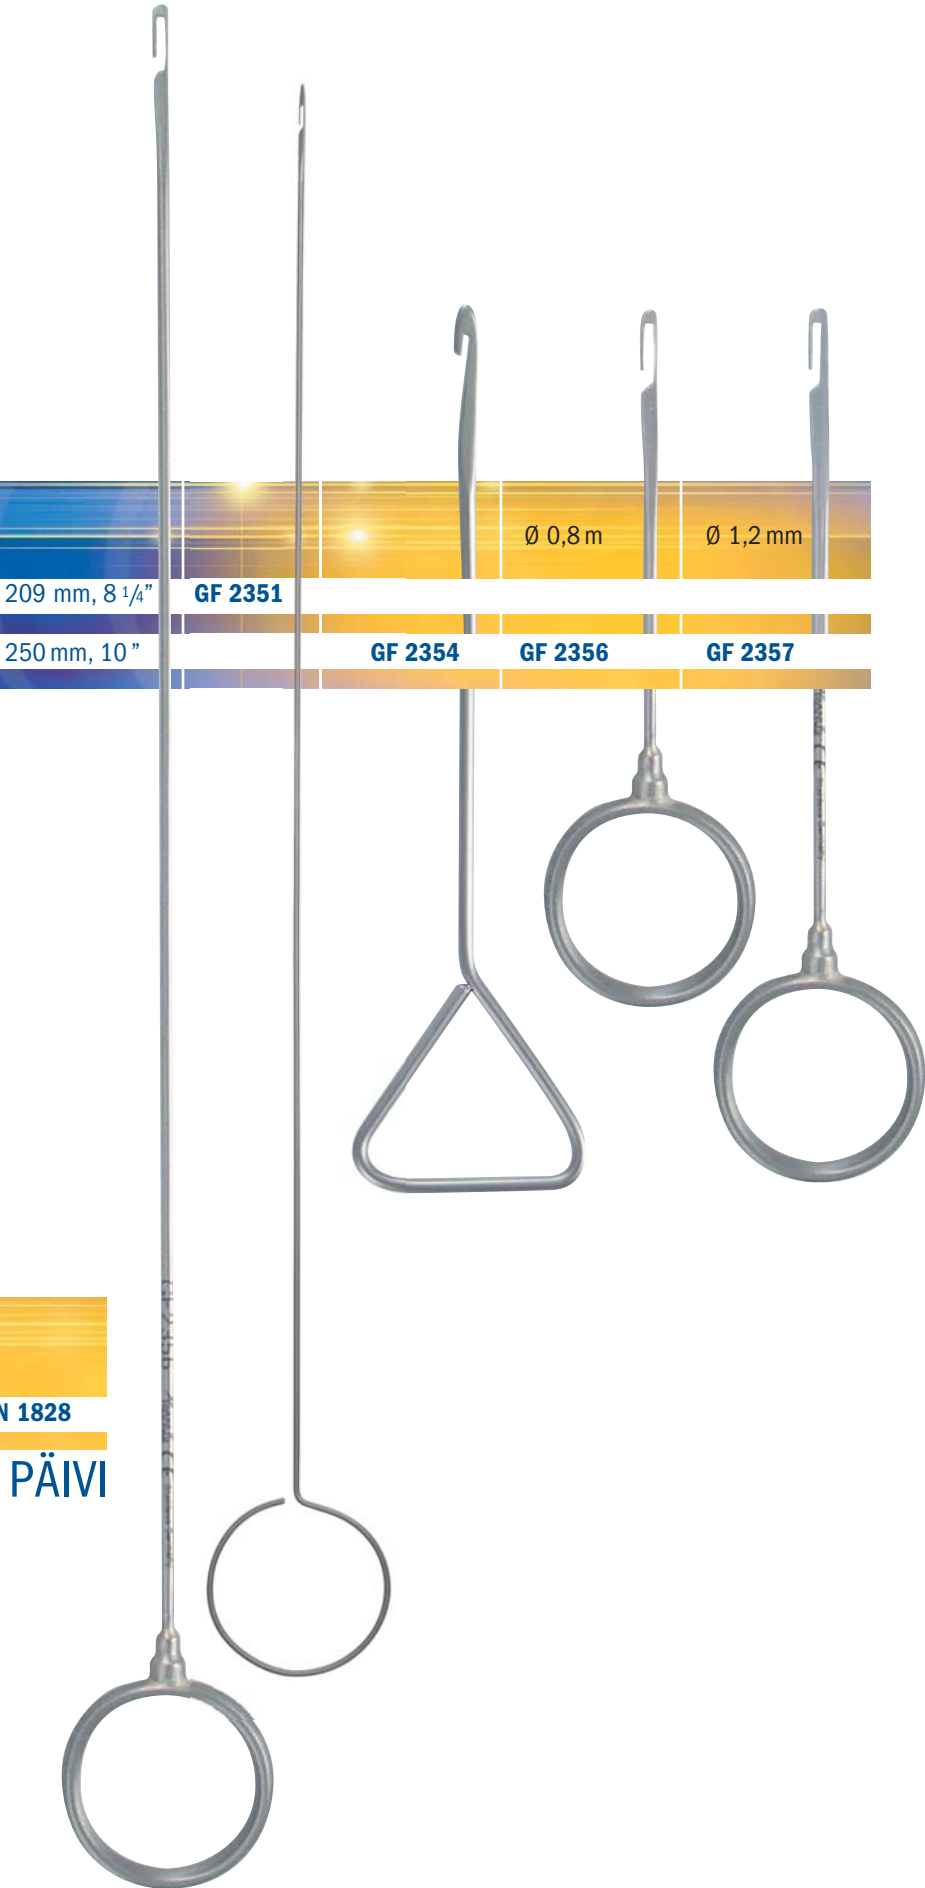 Ø 0,8 m
Ø 1,2 mm
209 mm, 8 1/4” GF 2351
250 mm, 10 ” GF 2354 GF 2356 GF 2357
N 1828
PÄIVI